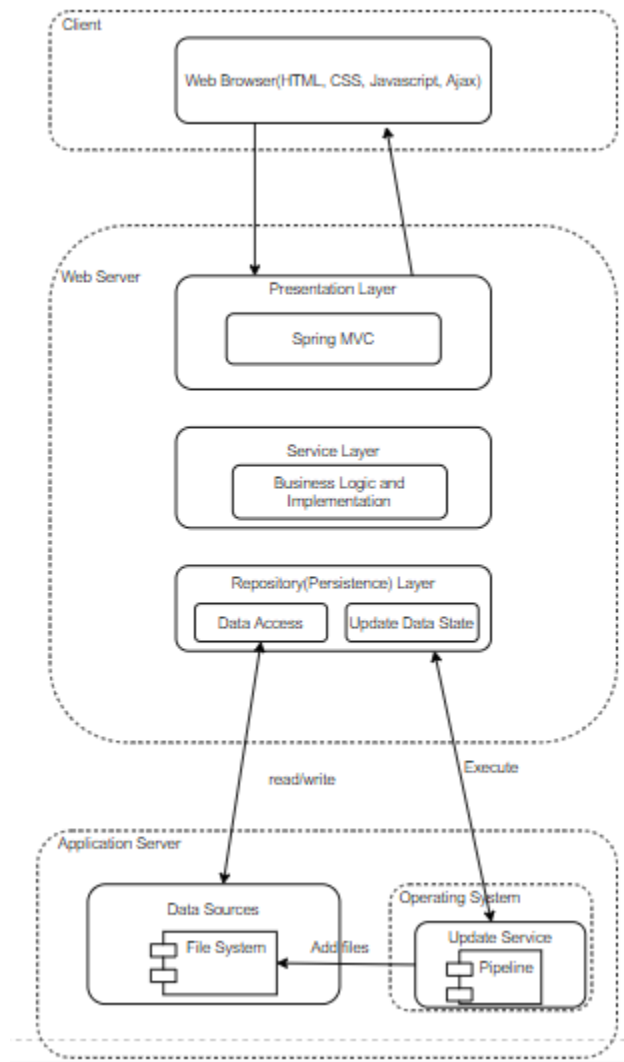 Client
Web Browser(HTML, CSS, Javascript, Ajax)
Web Server
Presentation Layer
Spring MVC
Service Layer
Business Logic and
Implementation
Repository(Persistence) Layer
Data Access
Update Data State
read/write
Execute
Application Server
Data Sources
File System
Add files
Operating System
Update Service
Pipeline